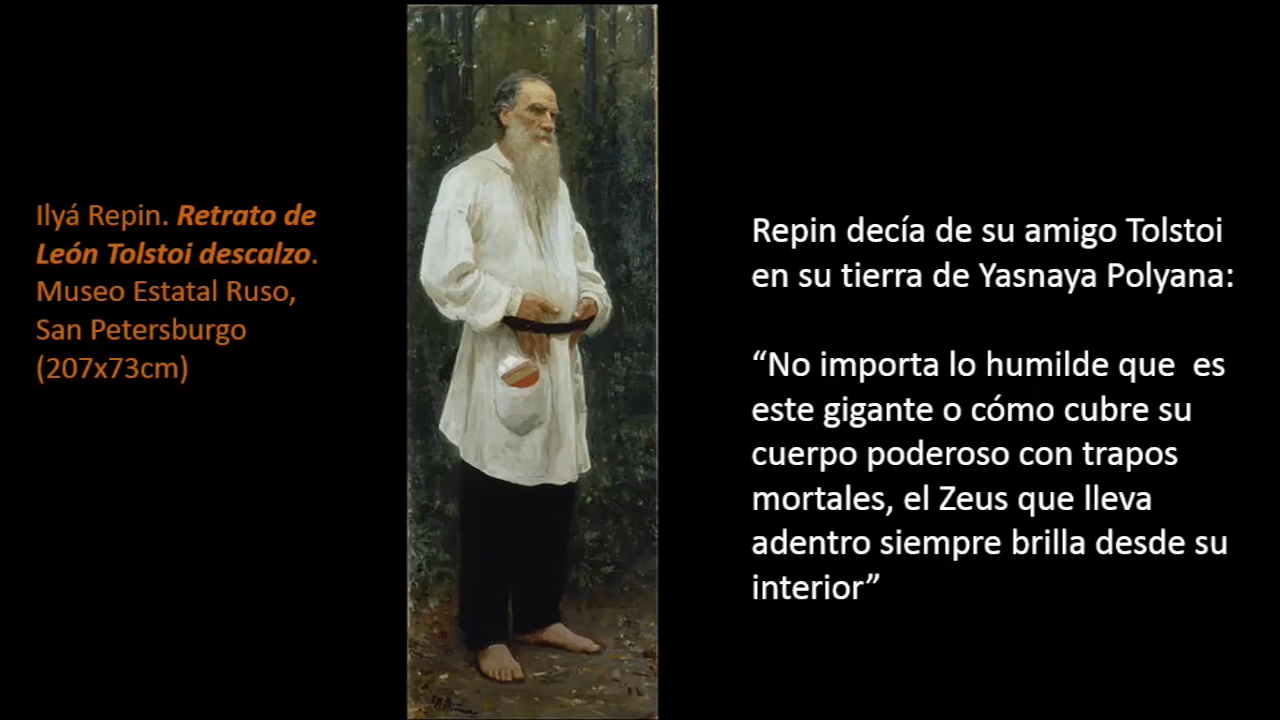 Ilyá Repin. Retrato de
León Tolstoi descalzo.
Museo Estatal Ruso,
San Petersburgo
(207x73cm)
Repin decía de su amigo Tolstoi
en su tierra de Yasnaya Polyana:
“No importa lo humilde que  es
este gigante o cómo cubre su
cuerpo poderoso con trapos
mortales, el Zeus que lleva
adentro siempre brilla desde su
interior”